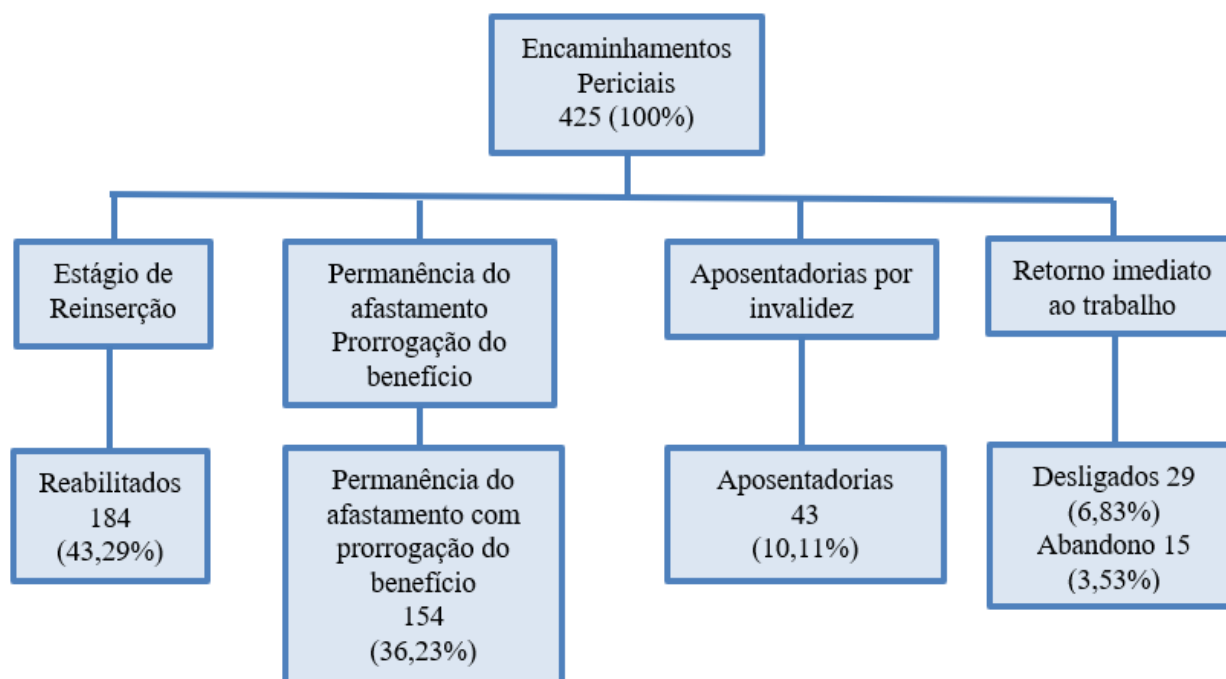 Encaminhamentos
Periciais
425 (100%)
Estágio de
Reinserção
Permanência do
afastamento
Prorrogação do
benefício
Aposentadorias por
invalidez
Retorno imediato
ao trabalho
Reabilitados
184
(43,29%)
Permanência do
afastamento com
prorrogação do
benefício
154
(36,23%)
Aposentadorias
43
(10,11%)
Desligados 29
(6,83%)
Abandono 15
(3,53%)